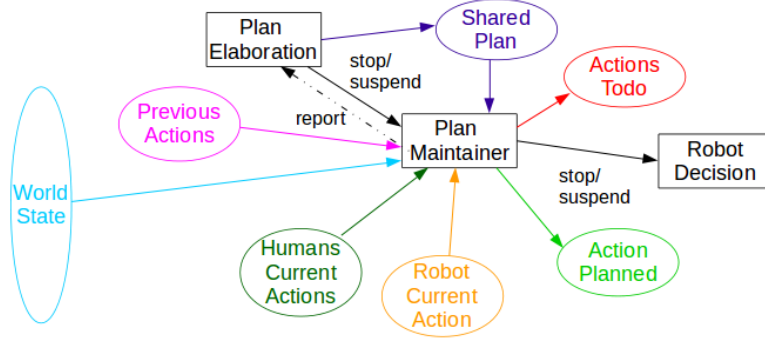 Plan
Elaboration
Shared
Plan
stop/
suspend
Actions
Todo
Previous
Actions
report
Plan
Maintainer
Robot
Decision
World
State
stop/
suspend
Humans
Current
Actions
Robot
Current
Action
Action
Planned